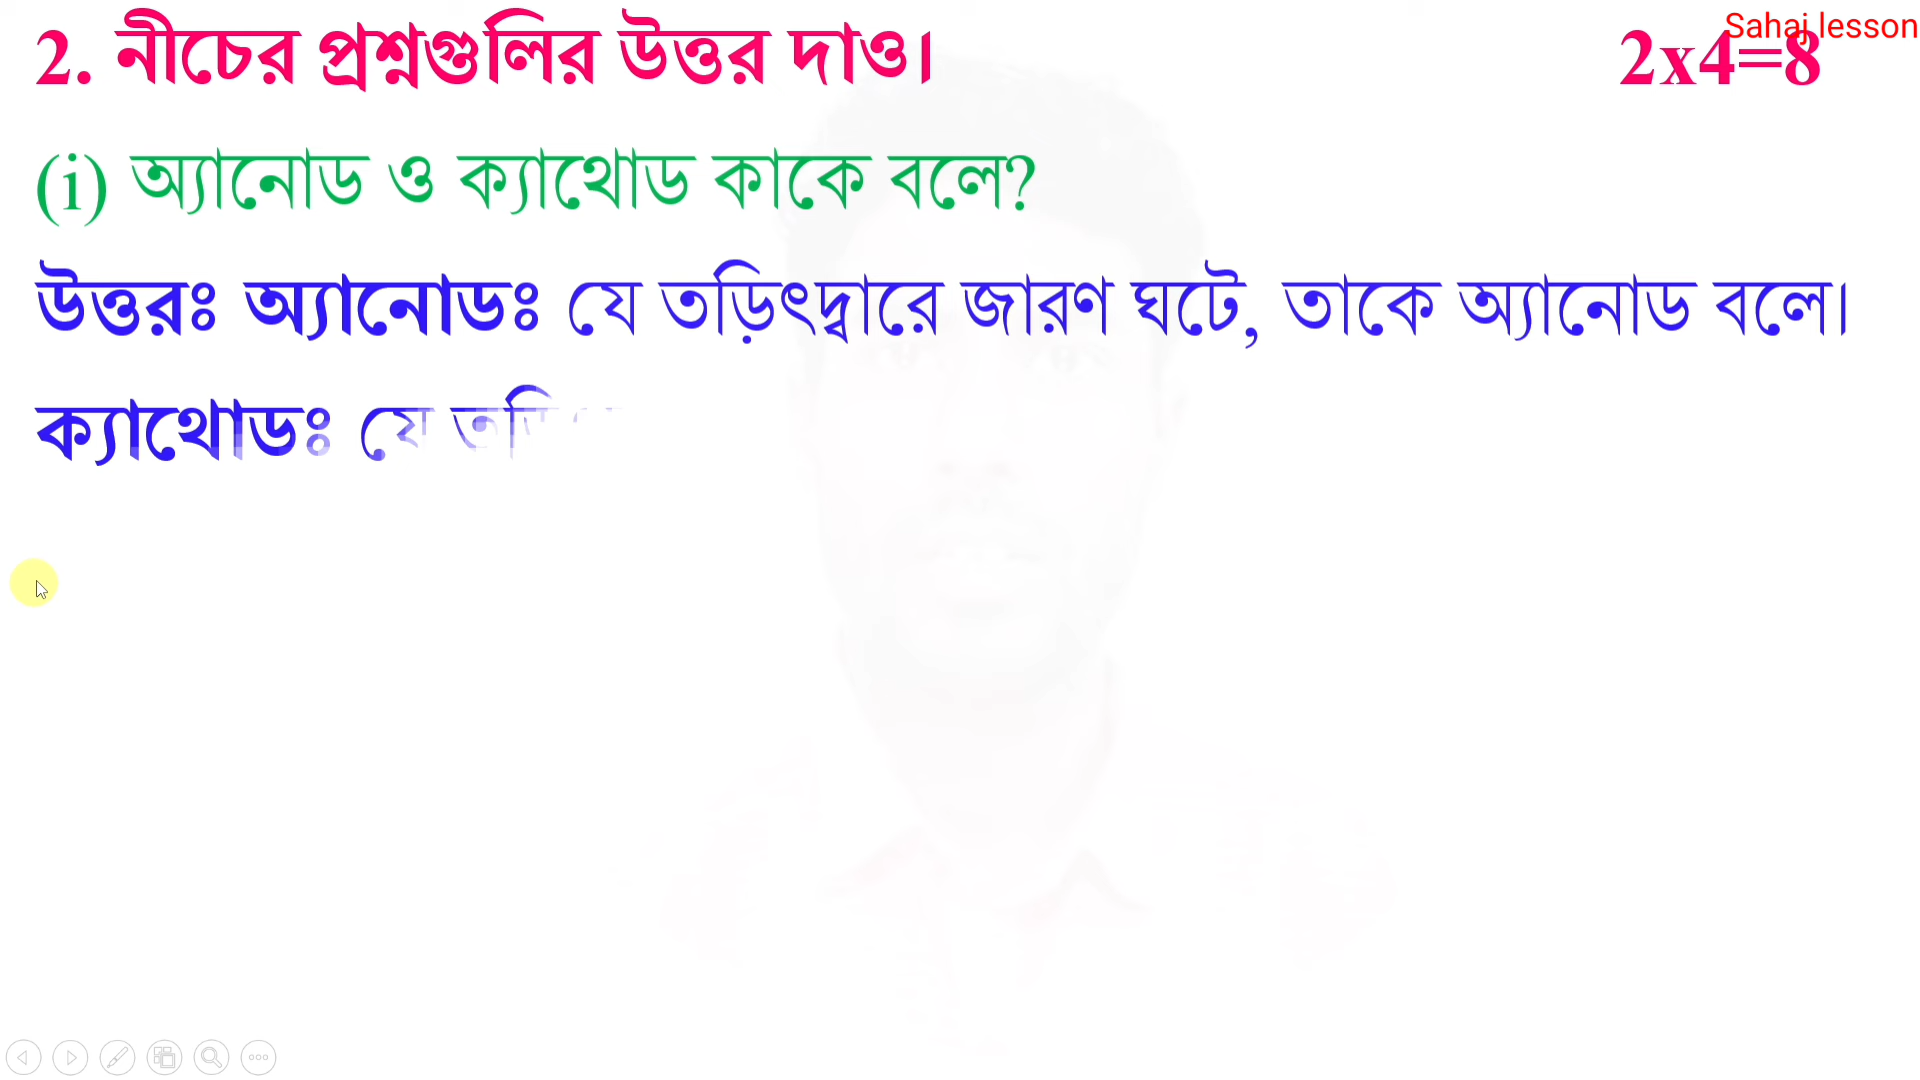 Sahaj lesson
2. নীচের প্রশ্নগুলির উত্তর দাও। 2x4=8
(i) অ্যানোড ও ক্যাথোড কাকে বলে?
উত্তরঃ অ্যানোডঃ যে তড়িৎদ্বারে জারণ ঘটে, তাকে অ্যানোড বলে।
ক্যাথোডঃ যে